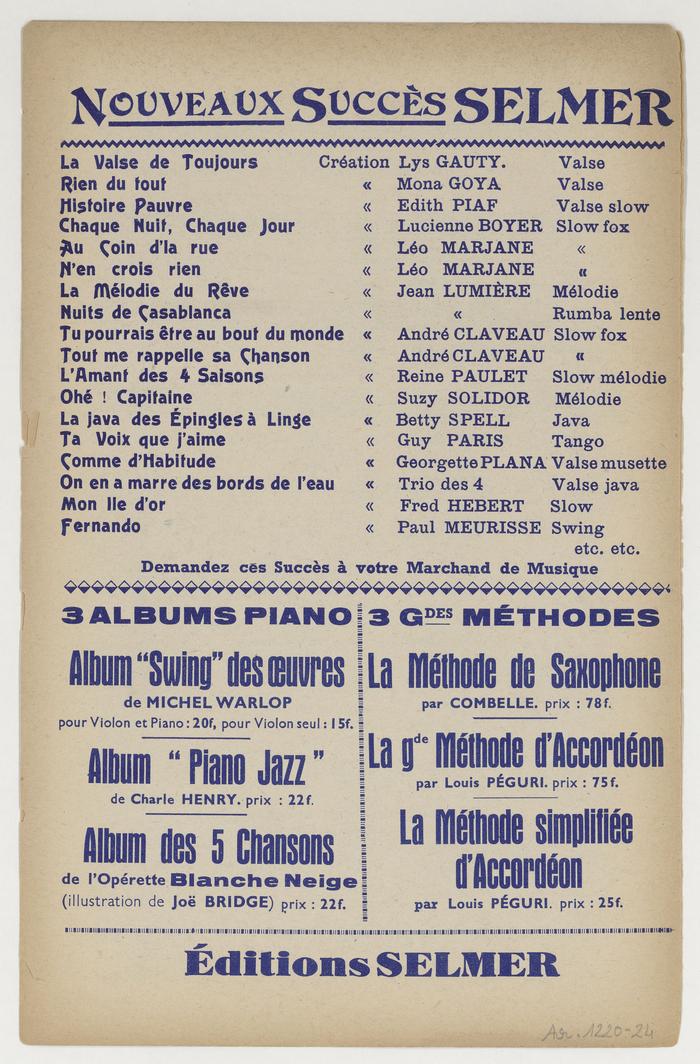 NOUVEAUX SUCCÈS SELMER
La Valse de Toujours Création Lys GAUTY. Valse
Rien du tout « Mona GOYA Valse
Histoire Pauvre « Edith PIAF Valse slow
Chaque Nuit, Chaque Jour « Lucienne BOYER Slow fox
Au Coin d'la rue « Léo MARJANE «
N'en crois rien « Léo MARJANE «
La Mélodie du Rêve « Jean LUMIÈRE Mélodie
Nuits de Casablanca « « Rumba lente
Tu pourrais être au bout du monde « André CLAVEAU Slow fox
Tout me rappelle sa Chanson « André CLAVEAU «
L'Amant des 4 Saisons « Reine PAULET Slow mélodie
Ohé ! Capitaine « Suzy SOLIDOR Mélodie
La java des Épingles à Linge « Betty SPELL Java
Ta Voix que j'aime « Guy PARIS Tango
Comme d'Habitude « Georgette PLANA Valse musette
On en a marre des bords de l'eau « Trio des 4 Valse java
Mon Ile d'or « Fred HEBERT Slow
Fernando « Paul MEURISSE Swing
etc. etc.
Demandez ces Succès à votre Marchand de Musique
3 ALBUMS PIANO
Album "Swing" des œuvres
de MICHEL WARLOP
pour Violon et Piano : 20f, pour Violon seul : 15f.
Album " Piano Jazz "
de Charle HENRY. prix : 22f.
Album des 5 Chansons
de l'Opérette Blanche Neige
(illustration de Joë BRIDGE) prix : 22f.
3 GDES MÉTHODES
La Méthode de Saxophone
par COMBELLE. prix : 78f.
La gde Méthode d'Accordéon
par Louis PÉGURI. prix : 75f.
La Méthode simplifiée
d'Accordéon
par Louis PÉGURI. prix : 25f.
Éditions SELMER
Ар. 1220-24